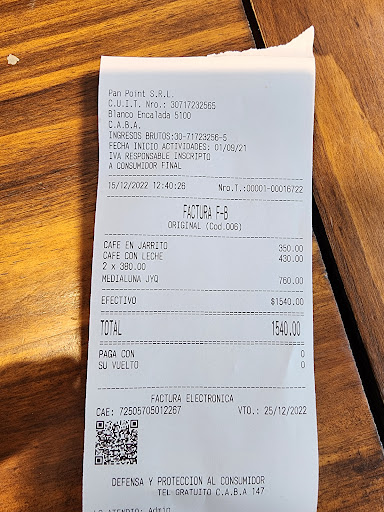 Pan Point S.R.L.
C.U.I.T. Nro.: 30717232565
Blanco Encalada 5100
C.A.B.A.
INGRESOS BRUTOS:30-71723256-5
FECHA INICIO ACTIVIDADES: 01/09/21
IVA RESPONSABLE INSCRIPTO
A CONSUMIDOR FINAL
15/12/2022 12:40:26 Nro.T.:00001-00016722
FACTURA F-B
ORIGINAL (Cod.006)
CAFE EN JARRITO 350.00
CAFE CON LECHE 430.00
2 x 380.00
MEDIALUNA JYQ 760.00
EFECTIVO $1540.00
TOTAL 1540.00
PAGA CON 0
SU VUELTO 0
FACTURA ELECTRONICA
CAE: 72505705012267 VTO.: 25/12/2022
DEFENSA Y PROTECCION AL CONSUMIDOR
TEL GRATUITO C.A.B.A 147
LO ATENDIO: Admin